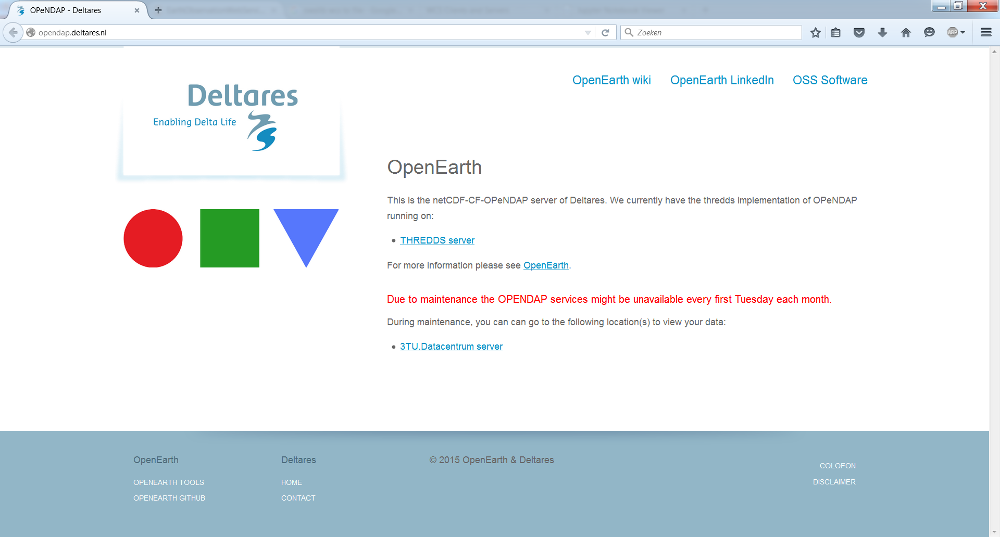 OPeNDAP - Deltares
opendap.deltares.nl
Zoeken
ABP
Deltares
Enabling Delta Life
OpenEarth wiki OpenEarth LinkedIn OSS Software
OpenEarth
This is the netCDF-CF-OPeNDAP server of Deltares. We currently have the thredds implementation of OPeNDAP
running on:
• THREDDS server
For more information please see OpenEarth.
Due to maintenance the OPENDAP services might be unavailable every first Tuesday each month.
During maintenance, you can can go to the following location(s) to view your data:
• 3TU.Datacentrum server
OpenEarth
OPENEARTH TOOLS
OPENEARTH GITHUB
Deltares
HOME
CONTACT
© 2015 OpenEarth & Deltares
COLOFON
DISCLAIMER